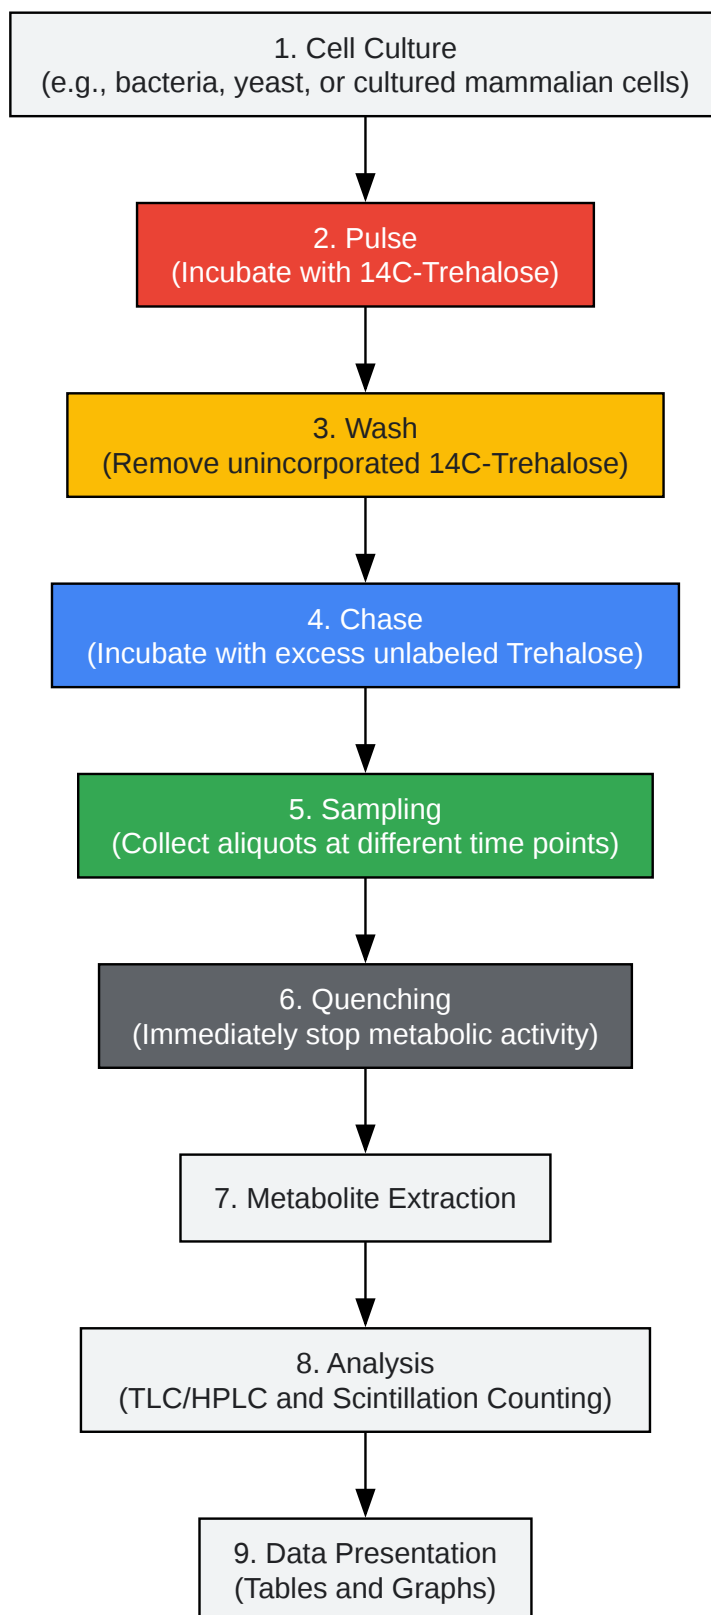 1. Cell Culture
(e.g., bacteria, yeast, or cultured mammalian cells)
2. Pulse
(Incubate with 14C-Trehalose)
3. Wash
(Remove unincorporated 14C-Trehalose)
4. Chase
(Incubate with excess unlabeled Trehalose)
5. Sampling
(Collect aliquots at different time points)
6. Quenching
(Immediately stop metabolic activity)
7. Metabolite Extraction
8. Analysis
(TLC/HPLC and Scintillation Counting)
9. Data Presentation
(Tables and Graphs)